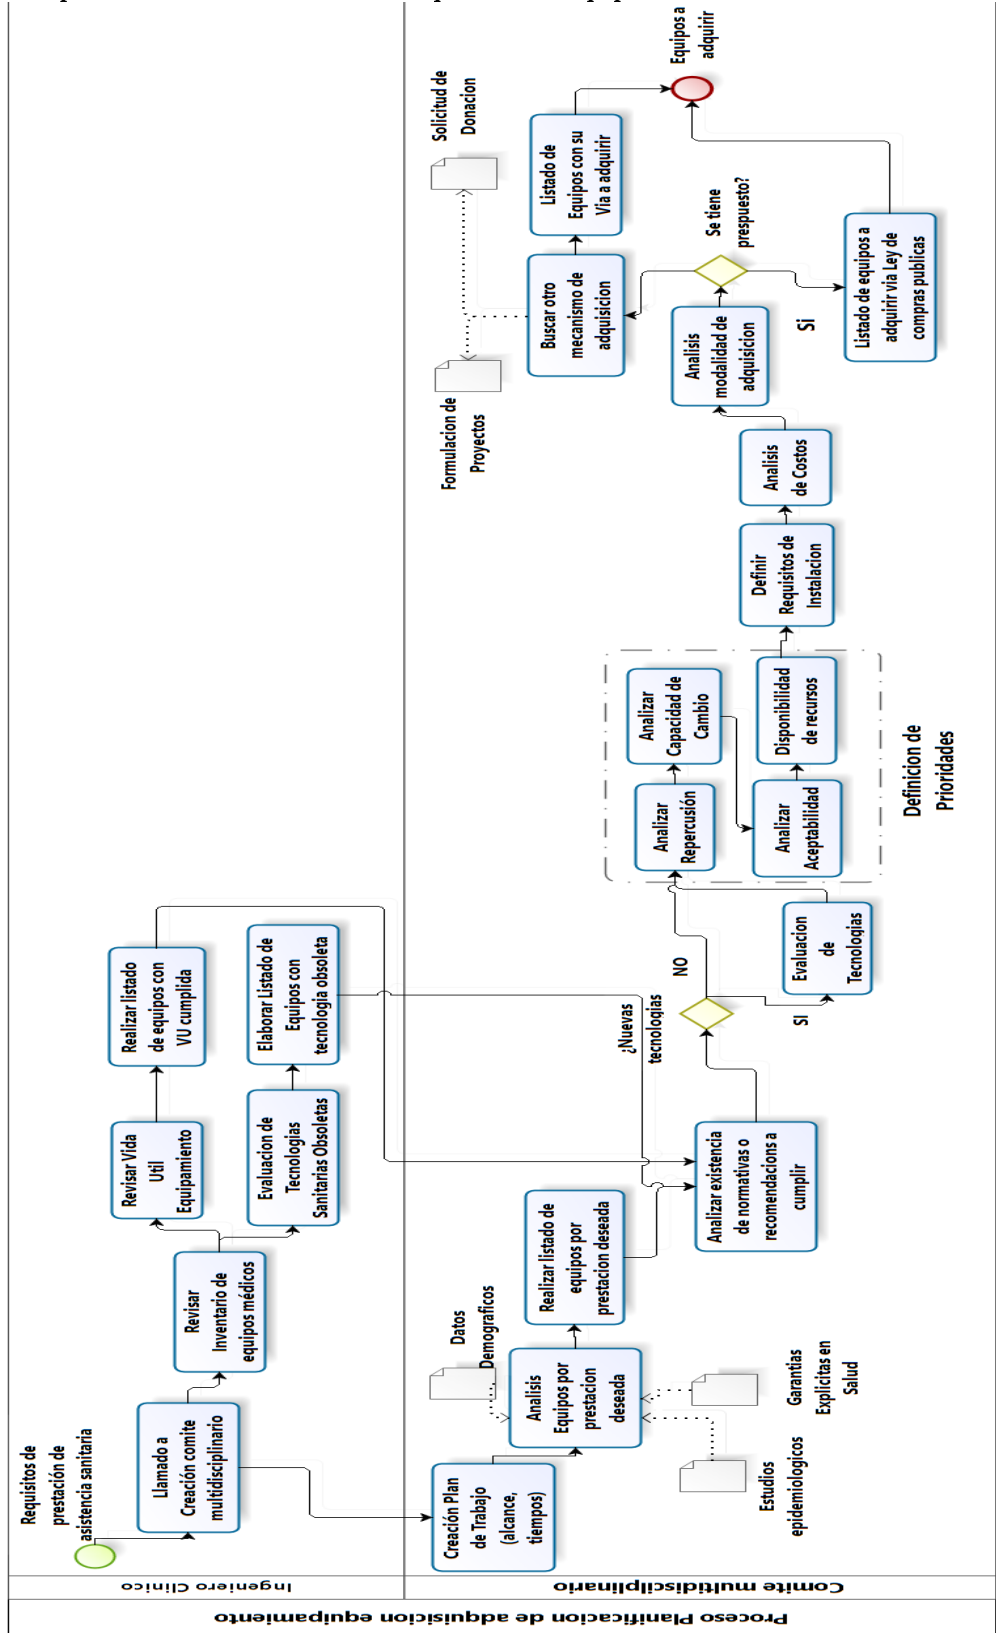 Proceso Planificacion de adquisicion equipamiento
Ingeniero Clinico
Comite multidisciplinario
Requisitos de
prestación de
asistencia sanitaria
Llamado a
Creación comite
multidisciplinario
Revisar
Inventario de
equipos médicos
Revisar Vida
Util
Equipamiento
Realizar listado
de equipos con
VU cumplida
Evaluacion de
Tecnologias
Sanitarias Obsoletas
Elaborar Listado de
Equipos con
tecnologia obsoleta
Creación Plan
de Trabajo
(alcance,
tiempos)
Datos
Demograficos
Analisis
Equipos por
prestacion
deseada
Estudios
epidemiologicos
Garantias
Explicitas en
Salud
Realizar listado de
equipos por
prestacion deseada
Analizar existencia
de normativas o
recomendacions a
cumplir
¿Nuevas
tecnologias
NO
SI
Evaluacion
de
Tecnologias
Analizar
Repercusión
Analizar
Capacidad de
Cambio
Analizar
Aceptabilidad
Disponibilidad
de recursos
Definicion de
Prioridades
Definir
Requisitos de
Instalacion
Analisis
de Costos
Analisis
modalidad de
adquisicion
Se tiene
prespuesto?
Si
Buscar otro
mecanismo de
adquisicion
Formulacion de
Proyectos
Solicitud de
Donacion
Listado de
Equipos con su
Via a adquirir
Listado de equipos a
adquirir via Ley de
compras publicas
Equipos a
adquirir